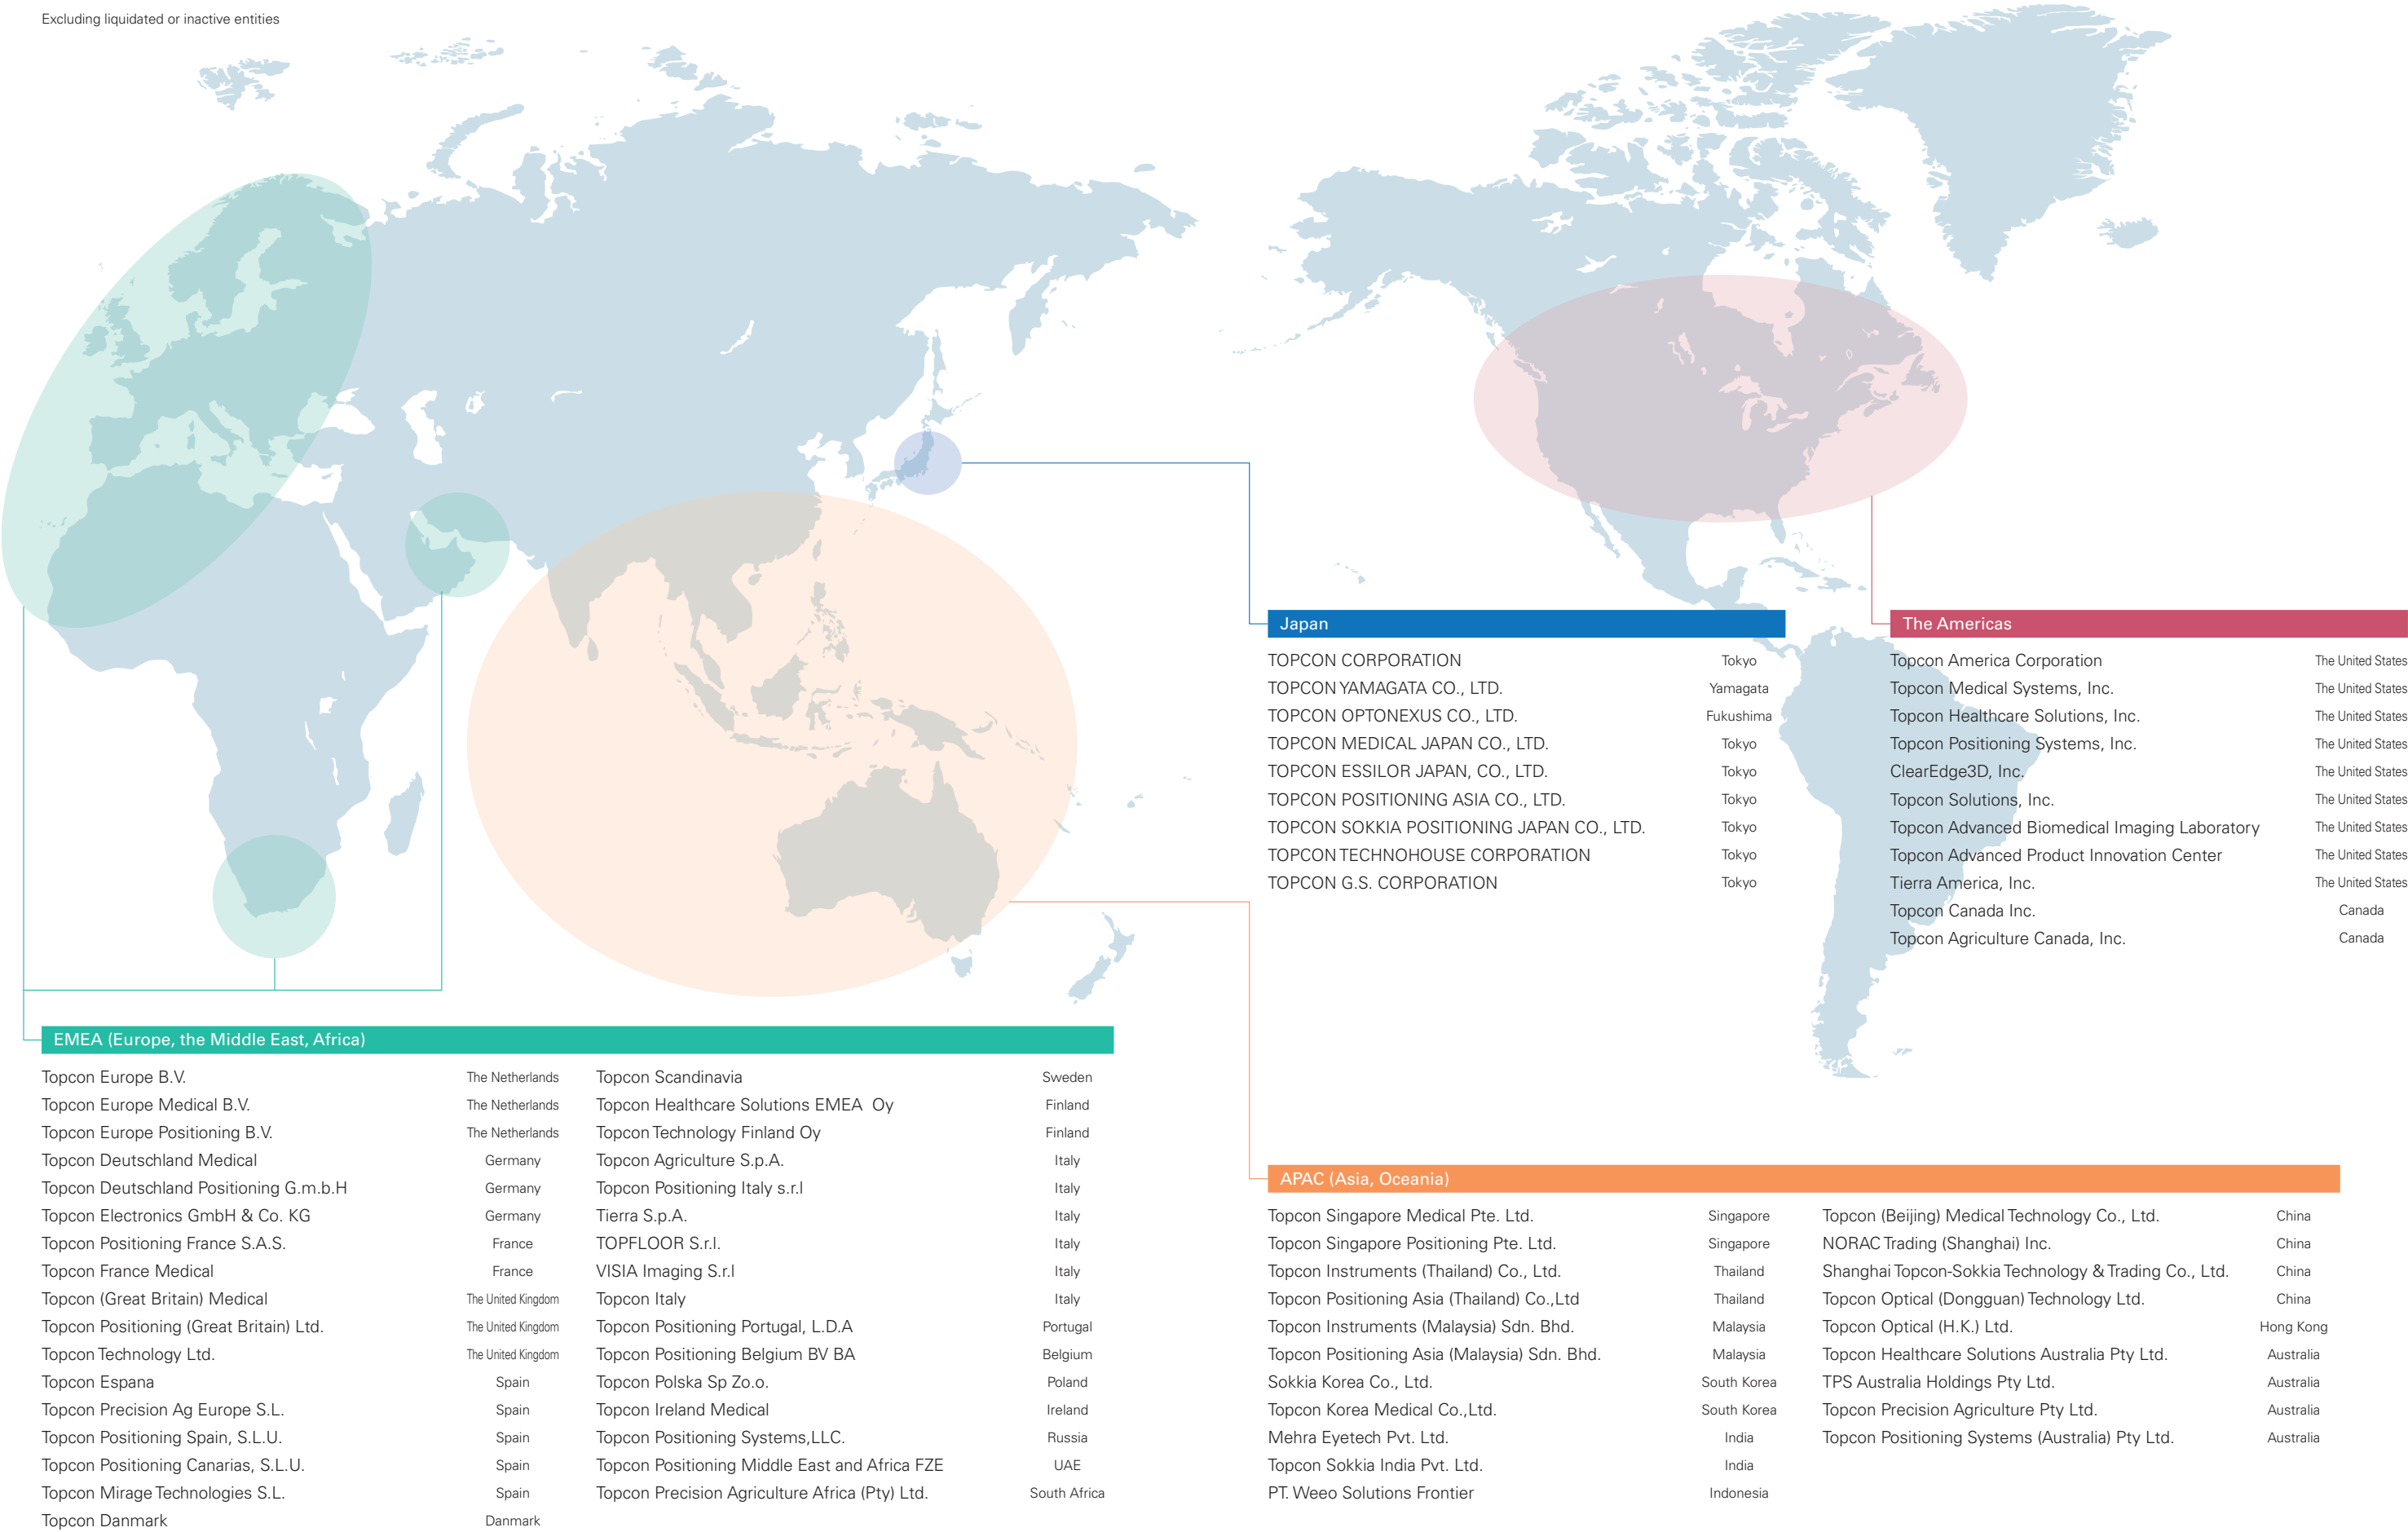 Excluding liquidated or inactive entities
Japan
TOPCON CORPORATION Tokyo
TOPCON YAMAGATA CO., LTD. Yamagata
TOPCON OPTONEXUS CO., LTD. Fukushima
TOPCON MEDICAL JAPAN CO., LTD. Tokyo
TOPCON ESSILOR JAPAN, CO., LTD. Tokyo
TOPCON POSITIONING ASIA CO., LTD. Tokyo
TOPCON SOKKIA POSITIONING JAPAN CO., LTD. Tokyo
TOPCON TECHNOHOUSE CORPORATION Tokyo
TOPCON G.S. CORPORATION Tokyo
The Americas
Topcon America Corporation The United States
Topcon Medical Systems, Inc. The United States
Topcon Healthcare Solutions, Inc. The United States
Topcon Positioning Systems, Inc. The United States
ClearEdge3D, Inc. The United States
Topcon Solutions, Inc. The United States
Topcon Advanced Biomedical Imaging Laboratory The United States
Topcon Advanced Product Innovation Center The United States
Tierra America, Inc. The United States
Topcon Canada Inc. Canada
Topcon Agriculture Canada, Inc. Canada
EMEA (Europe, the Middle East, Africa)
Topcon Europe B.V. The Netherlands
Topcon Europe Medical B.V. The Netherlands
Topcon Europe Positioning B.V. The Netherlands
Topcon Deutschland Medical Germany
Topcon Deutschland Positioning G.m.b.H Germany
Topcon Electronics GmbH & Co. KG Germany
Topcon Positioning France S.A.S. France
Topcon France Medical France
Topcon (Great Britain) Medical The United Kingdom
Topcon Positioning (Great Britain) Ltd. The United Kingdom
Topcon Technology Ltd. The United Kingdom
Topcon Espana Spain
Topcon Precision Ag Europe S.L. Spain
Topcon Positioning Spain, S.L.U. Spain
Topcon Positioning Canarias, S.L.U. Spain
Topcon Mirage Technologies S.L. Spain
Topcon Danmark Danmark
Topcon Scandinavia Sweden
Topcon Healthcare Solutions EMEA Oy Finland
Topcon Technology Finland Oy Finland
Topcon Agriculture S.p.A. Italy
Topcon Positioning Italy s.r.l Italy
Tierra S.p.A. Italy
TOPFLOOR S.r.l. Italy
VISIA Imaging S.r.l Italy
Topcon Italy Italy
Topcon Positioning Portugal, L.D.A Portugal
Topcon Positioning Belgium BV BA Belgium
Topcon Polska Sp Zo.o. Poland
Topcon Ireland Medical Ireland
Topcon Positioning Systems,LLC. Russia
Topcon Positioning Middle East and Africa FZE UAE
Topcon Precision Agriculture Africa (Pty) Ltd. South Africa
APAC (Asia, Oceania)
Topcon Singapore Medical Pte. Ltd. Singapore
Topcon Singapore Positioning Pte. Ltd. Singapore
Topcon Instruments (Thailand) Co., Ltd. Thailand
Topcon Positioning Asia (Thailand) Co.,Ltd Thailand
Topcon Instruments (Malaysia) Sdn. Bhd. Malaysia
Topcon Positioning Asia (Malaysia) Sdn. Bhd. Malaysia
Sokkia Korea Co., Ltd. South Korea
Topcon Korea Medical Co.,Ltd. South Korea
Mehra Eyetech Pvt. Ltd. India
Topcon Sokkia India Pvt. Ltd. India
PT. Weeo Solutions Frontier Indonesia
Topcon (Beijing) Medical Technology Co., Ltd. China
NORAC Trading (Shanghai) Inc. China
Shanghai Topcon-Sokkia Technology & Trading Co., Ltd. China
Topcon Optical (Dongguan) Technology Ltd. China
Topcon Optical (H.K.) Ltd. Hong Kong
Topcon Healthcare Solutions Australia Pty Ltd. Australia
TPS Australia Holdings Pty Ltd. Australia
Topcon Precision Agriculture Pty Ltd. Australia
Topcon Positioning Systems (Australia) Pty Ltd. Australia